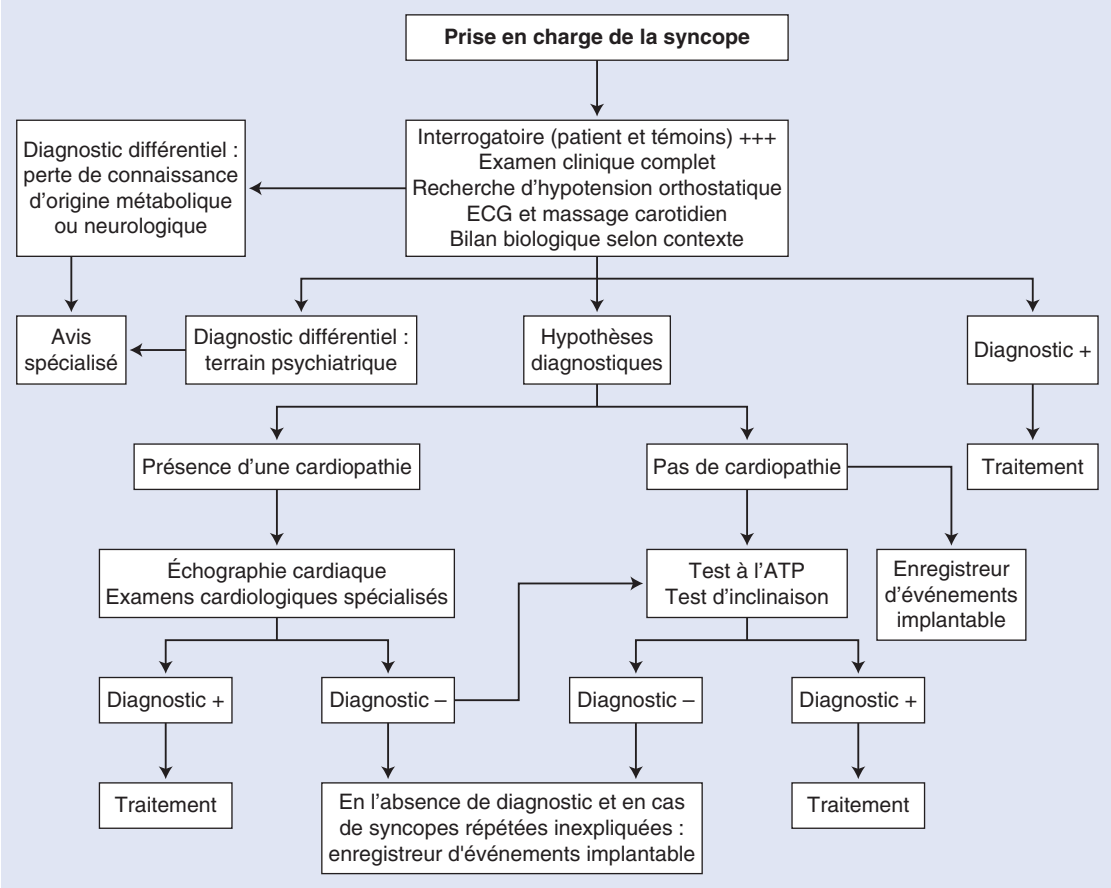 Prise en charge de la syncope
Diagnostic différentiel :
perte de connaissance
d'origine métabolique
ou neurologique
Interrogatoire (patient et témoins) +++
Examen clinique complet
Recherche d'hypotension orthostatique
ECG et massage carotidien
Bilan biologique selon contexte
Avis
spécialisé
Diagnostic différentiel :
terrain psychiatrique
Hypothèses
diagnostiques
Diagnostic +
Présence d'une cardiopathie
Pas de cardiopathie
Traitement
Échographie cardiaque
Examens cardiologiques spécialisés
Test à l'ATP
Test d'inclinaison
Enregistreur
d'événements
implantable
Diagnostic +
Diagnostic –
Diagnostic –
Diagnostic +
Traitement
En l'absence de diagnostic et en cas
de syncopes répétées inexpliquées :
enregistreur d'événements implantable
Traitement